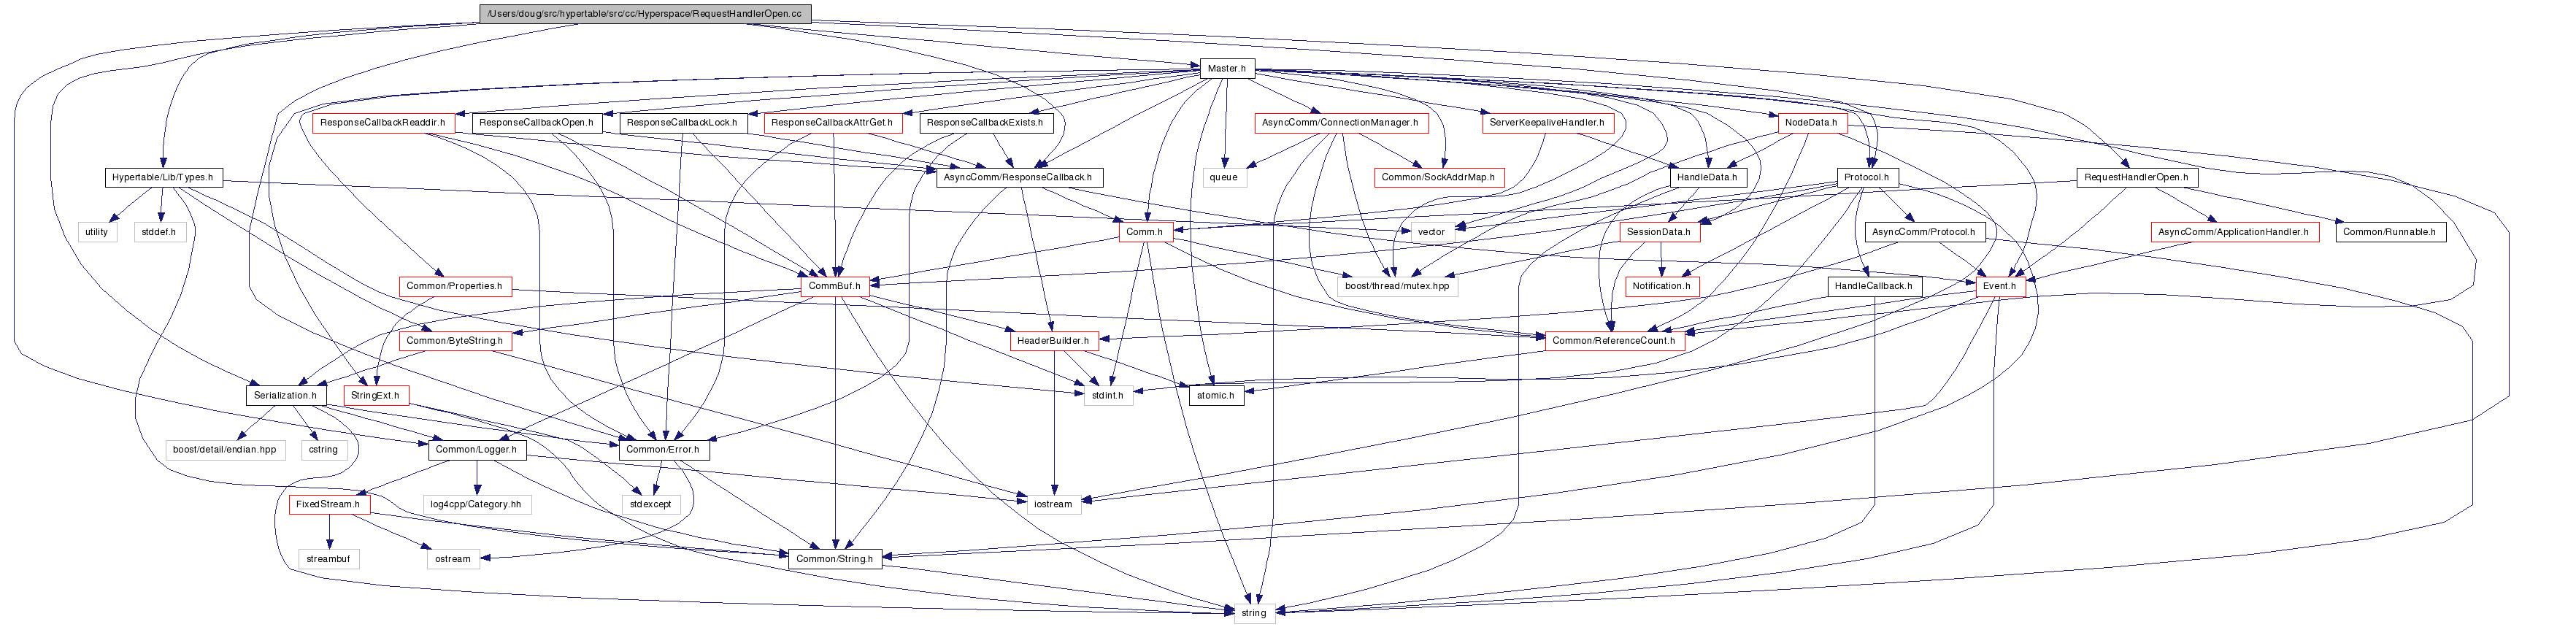 /Users/doug/src/hypertable/src/cc/Hyperspace/RequestHandlerOpen.cc
Master.h
ResponseCallbackReaddir.h
ResponseCallbackOpen.h
ResponseCallbackLock.h
ResponseCallbackAttrGet.h
ResponseCallbackExists.h
AsyncComm/ConnectionManager.h
ServerKeepaliveHandler.h
NodeData.h
Hypertable/Lib/Types.h
AsyncComm/ResponseCallback.h
queue
Common/SockAddrMap.h
HandleData.h
Protocol.h
RequestHandlerOpen.h
utility
stddef.h
Comm.h
vector
SessionData.h
AsyncComm/Protocol.h
AsyncComm/ApplicationHandler.h
Common/Runnable.h
Common/Properties.h
CommBuf.h
boost/thread/mutex.hpp
Notification.h
HandleCallback.h
Event.h
Common/ByteString.h
HeaderBuilder.h
Common/ReferenceCount.h
Serialization.h
StringExt.h
stdint.h
atomic.h
boost/detail/endian.hpp
cstring
Common/Logger.h
Common/Error.h
FixedStream.h
log4cpp/Category.hh
stdexcept
iostream
streambuf
ostream
Common/String.h
string